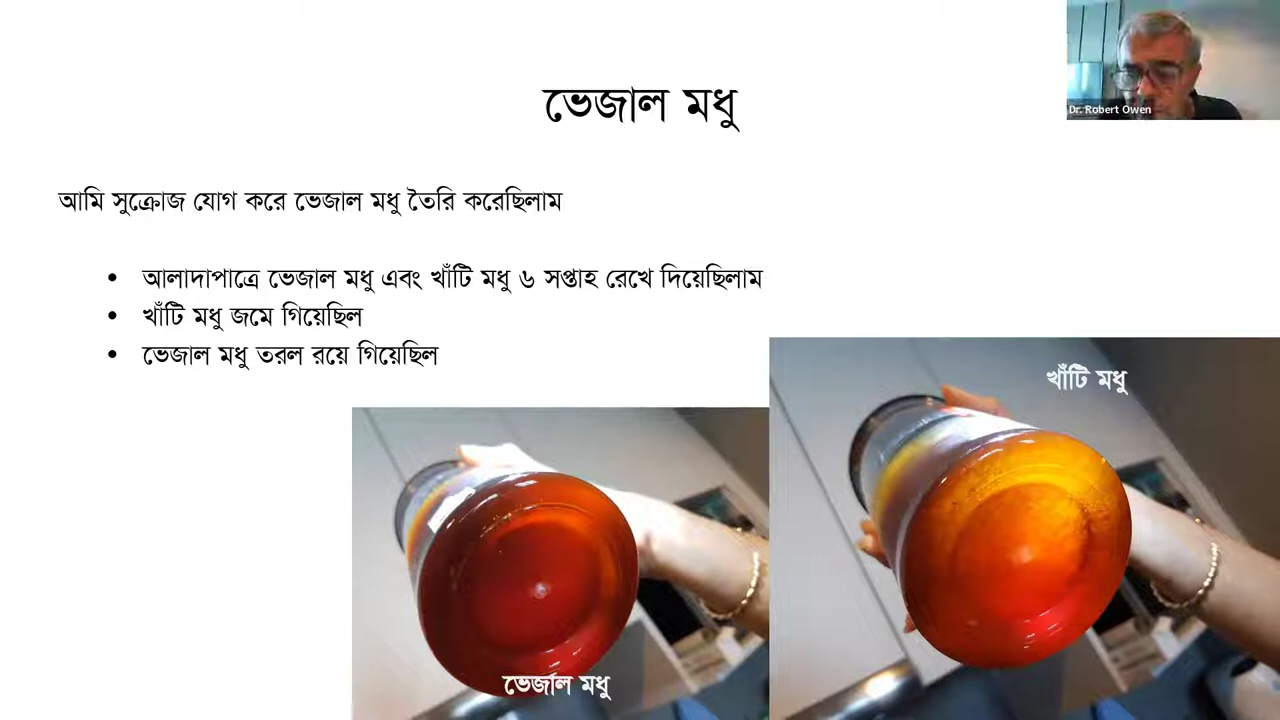 ভেজাল মধু
Dr. Robert Owen
আমি সুক্রোজ যোগ করে ভেজাল মধু তৈরি করেছিলাম
• আলাদাপাত্রে ভেজাল মধু এবং খাঁটি মধু ৬ সপ্তাহ রেখে দিয়েছিলাম
• খাঁটি মধু জমে গিয়েছিল
• ভেজাল মধু তরল রয়ে গিয়েছিল
খাঁটি মধু
ভের্জাল মধু